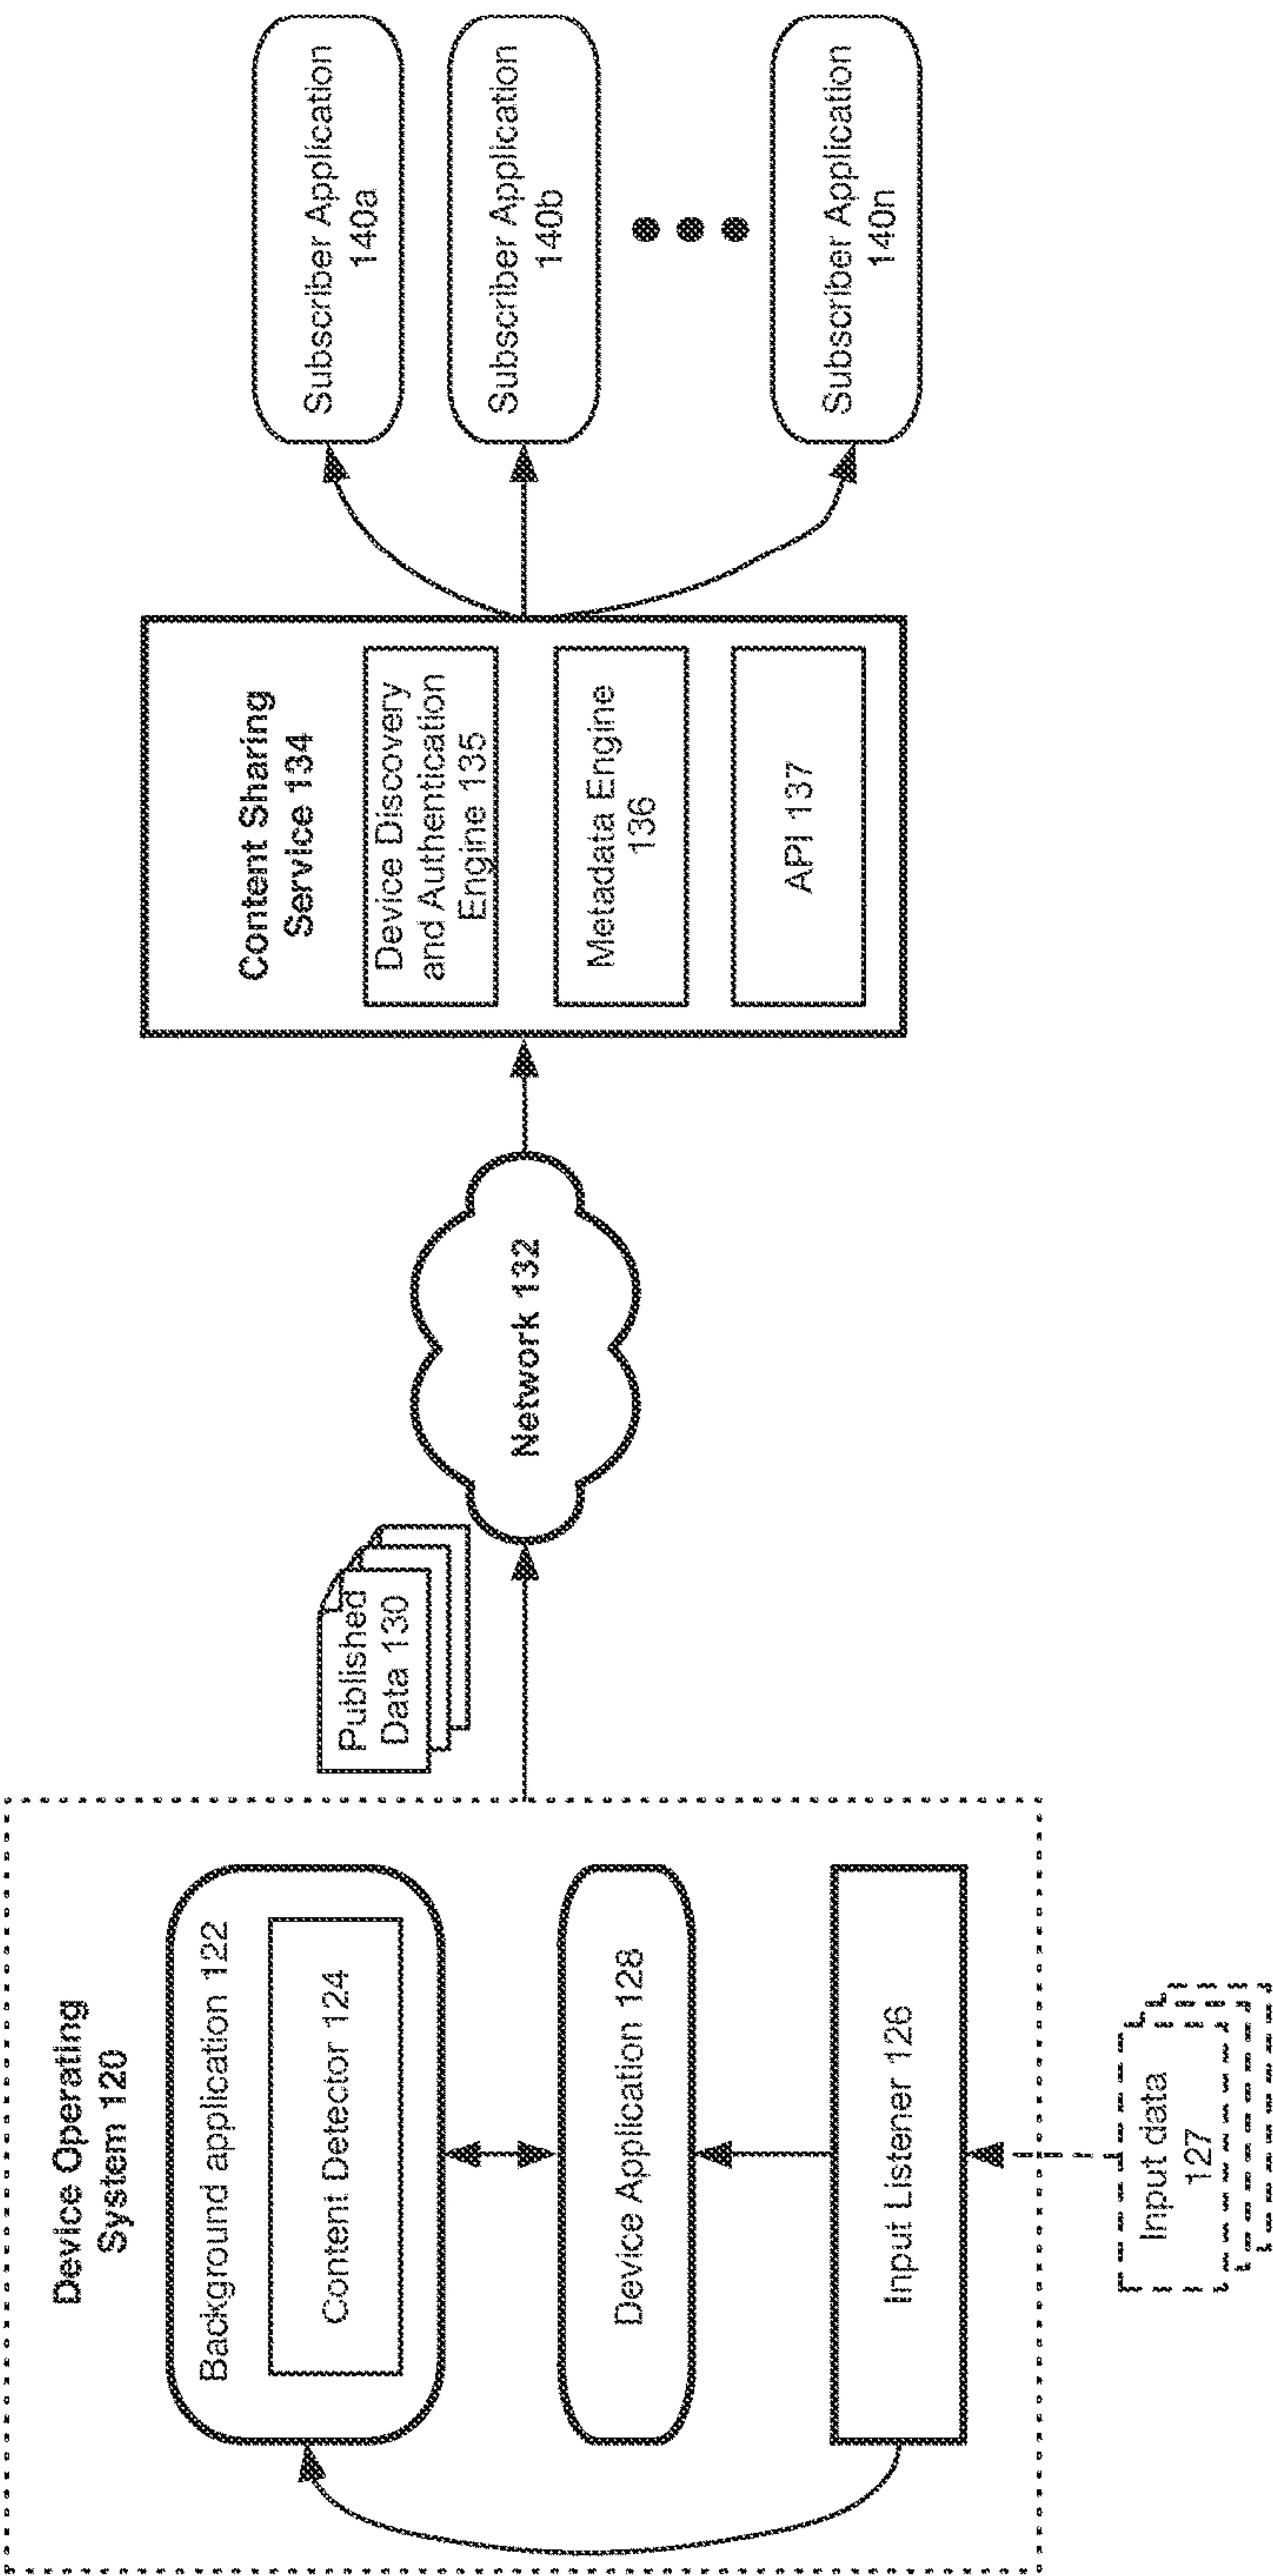 Device Operating
System 120
Background application 122
Content Detector 124
Device Application 128
Input Listener 126
Input data
127
Published
Data 130
Network 132
Content Sharing
Service 134
Device Discovery
and Authentication
Engine 135
Metadata Engine
136
API 137
Subscriber Application
140a
Subscriber Application
140b
Subscriber Application
140n